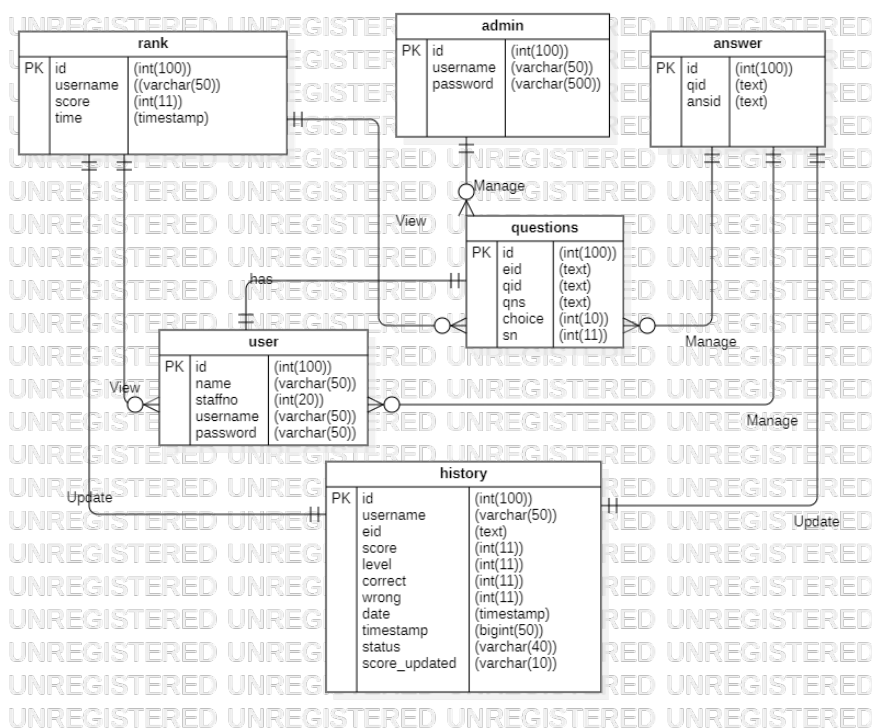 rank
PK id (int(100))
username ((varchar(50))
score (int(11))
time (timestamp)
admin
PK id (int(100))
username (varchar(50))
password (varchar(500))
answer
PK id (int(100))
qid (text)
ansid (text)
Manage
View
questions
PK id (int(100))
eid (text)
qid (text)
qns (text)
choice (int(10))
sn (int(11))
has
Manage
user
PK id (int(100))
name (varchar(50))
staffno (int(20))
username (varchar(50))
password (varchar(50))
View
Manage
history
PK id (int(100))
username (varchar(50))
eid (text)
score (int(11))
level (int(11))
correct (int(11))
wrong (int(11))
date (timestamp)
timestamp (bigint(50))
status (varchar(40))
score_updated (varchar(10))
Update
Update
UNREGISTERED UNREGISTERED UNREGISTERED UNREGISTERED